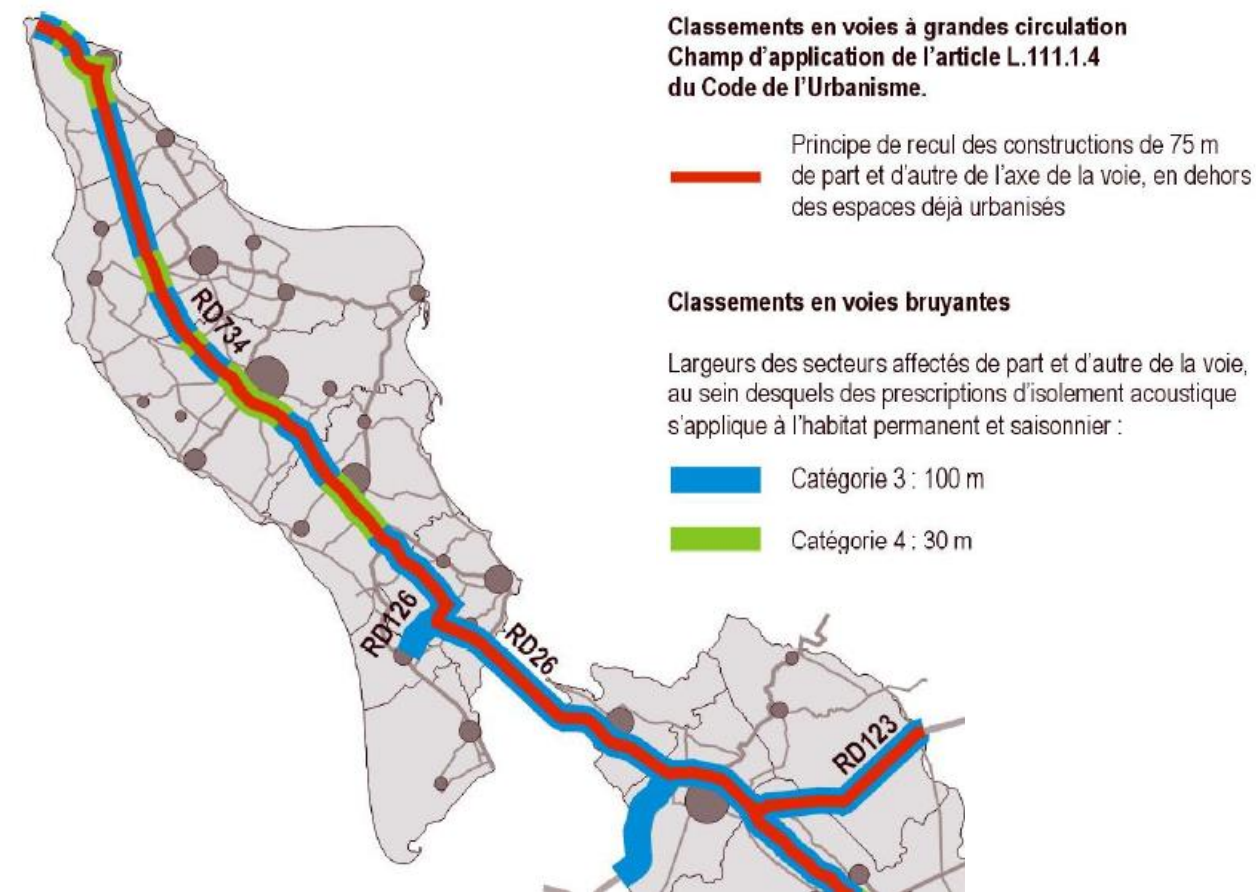 Classements en voies à grandes circulation
Champ d'application de l'article L.111.1.4
du Code de l'Urbanisme.
Principe de recul des constructions de 75 m
de part et d'autre de l'axe de la voie, en dehors
des espaces déjà urbanisés
Classements en voies bruyantes
Largeurs des secteurs affectés de part et d'autre de la voie,
au sein desquels des prescriptions d'isolement acoustique
s'applique à l'habitat permanent et saisonnier :
Catégorie 3 : 100 m
Catégorie 4 : 30 m
RD734
RD126
RD26
RD123